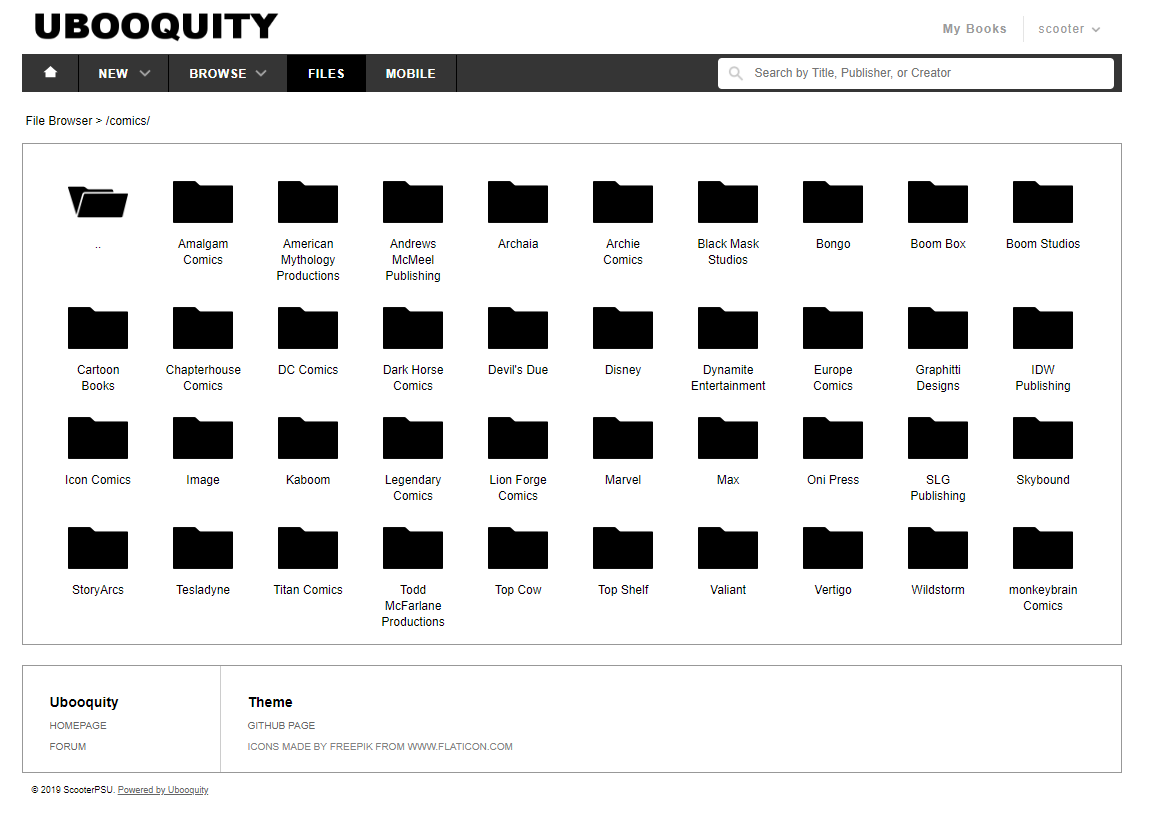 UBOOQUITY
My Books
scooter
NEW
BROWSE
FILES
MOBILE
Search by Title, Publisher, or Creator
File Browser > /comics/
..
Amalgam
Comics
American
Mythology
Productions
Andrews
McMeel
Publishing
Archaia
Archie
Comics
Black Mask
Studios
Bongo
Boom Box
Boom Studios
Cartoon
Books
Chapterhouse
Comics
DC Comics
Dark Horse
Comics
Devil's Due
Disney
Dynamite
Entertainment
Europe
Comics
Graphitti
Designs
IDW
Publishing
Icon Comics
Image
Kaboom
Legendary
Comics
Lion Forge
Comics
Marvel
Max
Oni Press
SLG
Publishing
Skybound
StoryArcs
Tesladyne
Titan Comics
Todd
McFarlane
Productions
Top Cow
Top Shelf
Valiant
Vertigo
Wildstorm
monkeybrain
Comics
Ubooquity
HOMEPAGE
FORUM
Theme
GITHUB PAGE
ICONS MADE BY FREEPIK FROM WWW.FLATICON.COM
© 2019 ScooterPSU. Powered by Ubooquity